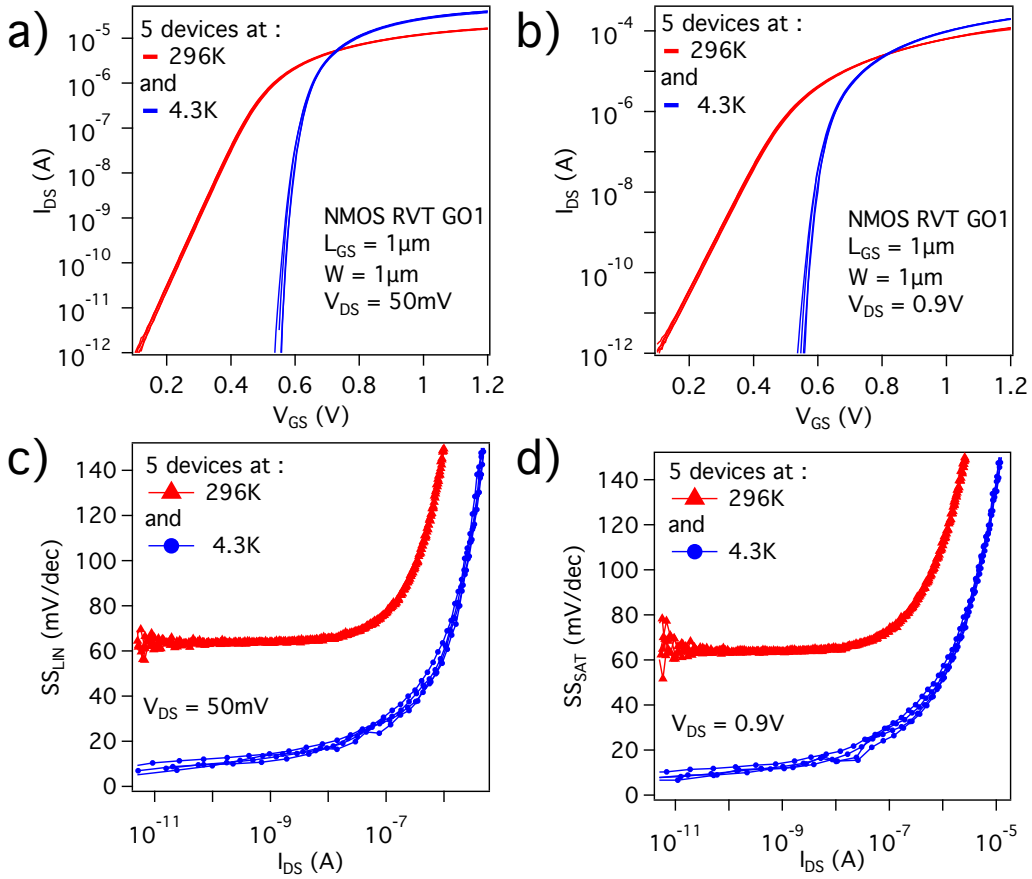 a)
5 devices at :
296K
and
4.3K
NMOS RVT GO1
L_GS = 1µm
W = 1µm
V_DS = 50mV
I_DS (A)
10^-5
10^-6
10^-7
10^-8
10^-9
10^-10
10^-11
10^-12
0.2 0.4 0.6 0.8 1 1.2
V_GS (V)
b)
5 devices at :
296K
and
4.3K
NMOS RVT GO1
L_GS = 1µm
W = 1µm
V_DS = 0.9V
I_DS (A)
10^-4
10^-6
10^-8
10^-10
10^-12
0.2 0.4 0.6 0.8 1 1.2
V_GS (V)
c)
5 devices at :
296K
and
4.3K
V_DS = 50mV
SS_LIN (mV/dec)
140
120
100
80
60
40
20
0
10^-11 10^-9 10^-7
I_DS (A)
d)
5 devices at :
296K
and
4.3K
V_DS = 0.9V
SS_SAT (mV/dec)
140
120
100
80
60
40
20
0
10^-11 10^-9 10^-7 10^-5
I_DS (A)